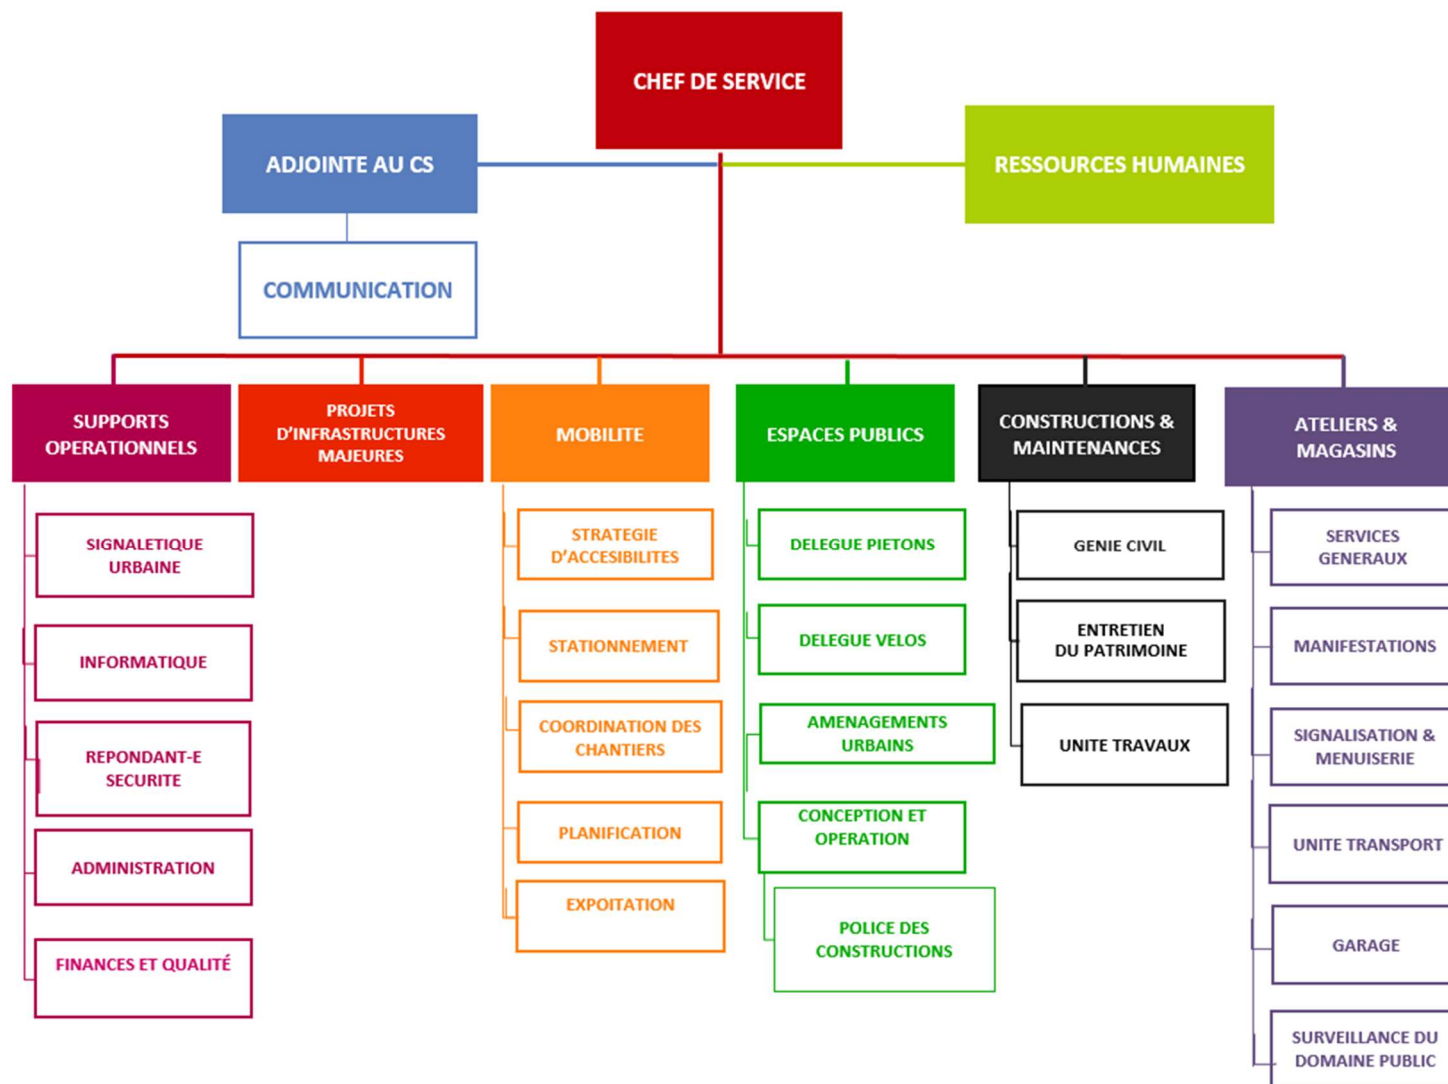 CHEF DE SERVICE
ADJOINTE AU CS
RESSOURCES HUMAINES
COMMUNICATION
SUPPORTS
OPERATIONNELS
SIGNALETIQUE
URBAINE
INFORMATIQUE
REPONDANT-E
SECURITE
ADMINISTRATION
FINANCES ET QUALITÉ
PROJETS
D'INFRASTRUCTURES
MAJEURES
MOBILITE
STRATEGIE
D'ACCESIBILITES
STATIONNEMENT
COORDINATION DES
CHANTIERS
PLANIFICATION
EXPOITATION
ESPACES PUBLICS
DELEGUE PIETONS
DELEGUE VELOS
AMENAGEMENTS
URBAINS
CONCEPTION ET
OPERATION
POLICE DES
CONSTRUCTIONS
CONSTRUCTIONS &
MAINTENANCES
GENIE CIVIL
ENTRETIEN
DU PATRIMOINE
UNITE TRAVAUX
ATELIERS &
MAGASINS
SERVICES
GENERAUX
MANIFESTATIONS
SIGNALISATION &
MENUISERIE
UNITE TRANSPORT
GARAGE
SURVEILLANCE DU
DOMAINE PUBLIC